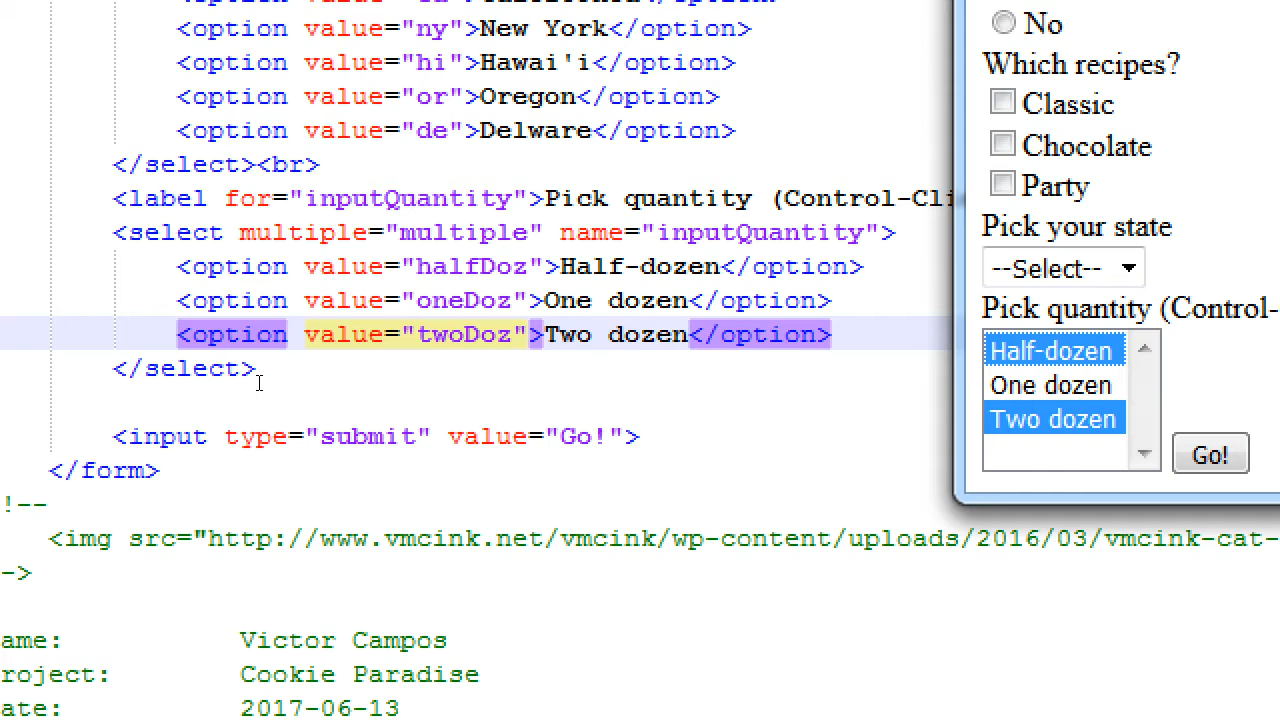 <option value="ny">New York</option>
<option value="hi">Hawai'i</option>
<option value="or">Oregon</option>
<option value="de">Delware</option>
</select><br>
<label for="inputQuantity">Pick quantity (Control-Cli
<select multiple="multiple" name="inputQuantity">
<option value="halfDoz">Half-dozen</option>
<option value="oneDoz">One dozen</option>
<option value="twoDoz">Two dozen</option>
</select>
<input type="submit" value="Go!">
</form>
!--
<img src="http://www.vmcink.net/vmcink/wp-content/uploads/2016/03/vmcink-cat-
->
ame: Victor Campos
roject: Cookie Paradise
ate: 2017-06-13
No
Which recipes?
Classic
Chocolate
Party
Pick your state
--Select--
Pick quantity (Control-
Half-dozen
One dozen
Two dozen
Go!